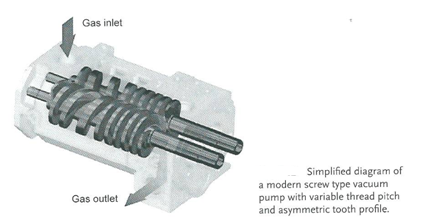 Gas inlet
Gas outlet
Simplified diagram of
a modern screw type vacuum
pump with variable thread pitch
and asymmetric tooth profile.